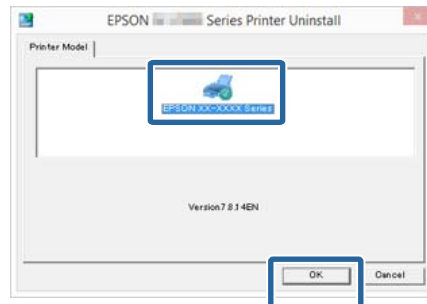 EPSON Series Printer Uninstall
Printer Model
EPSON XX-XXXX Series
Version7.8.14EN
OK Cancel